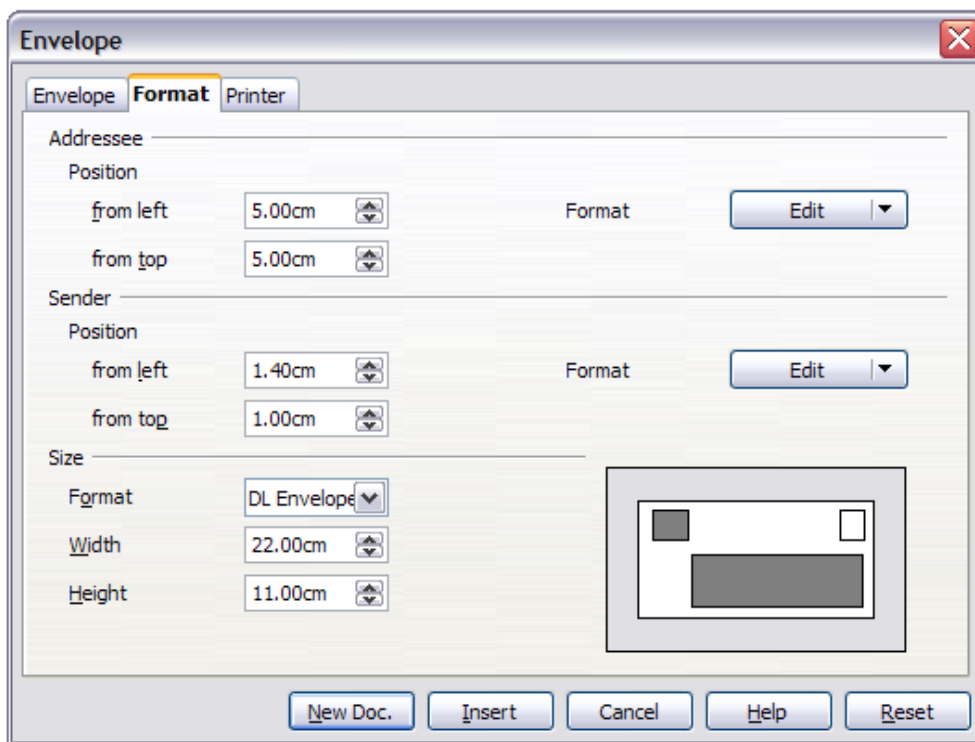 Envelope
Envelope Format Printer
Addressee
Position
from left 5.00cm Format Edit
from top 5.00cm
Sender
Position
from left 1.40cm Format Edit
from top 1.00cm
Size
Format DL Envelope
Width 22.00cm
Height 11.00cm
New Doc. Insert Cancel Help Reset